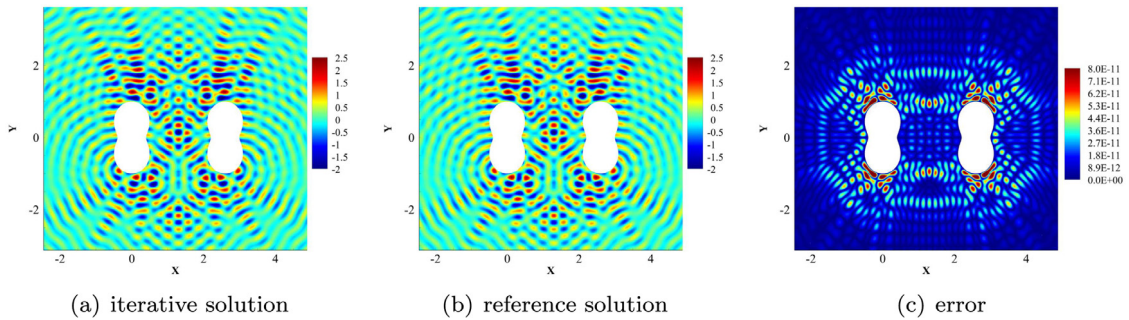 2
0
-2
Y
-2
0
2
4
X
2.5
2
1.5
1
0.5
0
-0.5
-1
-1.5
-2
(a) iterative solution
2
0
-2
Y
-2
0
2
4
X
2.5
2
1.5
1
0.5
0
-0.5
-1
-1.5
-2
(b) reference solution
2
0
-2
Y
-2
0
2
4
X
8.0E-11
7.1E-11
6.2E-11
5.3E-11
4.4E-11
3.6E-11
2.7E-11
1.8E-11
8.9E-12
0.0E+00
(c) error